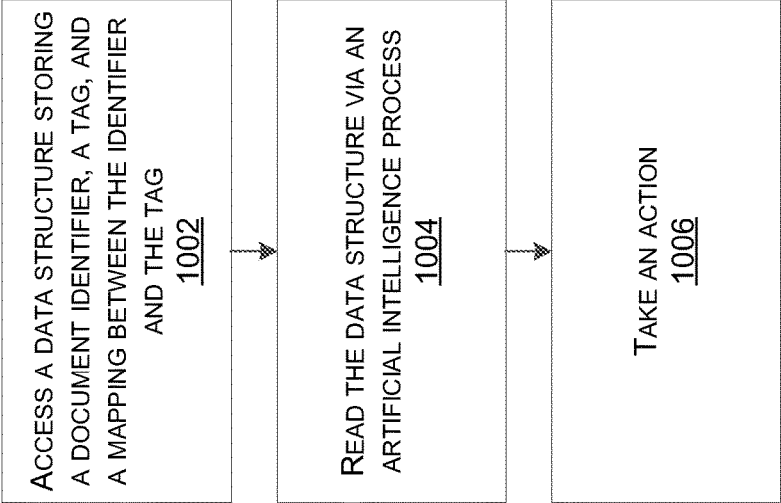 ACCESS A DATA STRUCTURE STORING
A DOCUMENT IDENTIFIER, A TAG, AND
A MAPPING BETWEEN THE IDENTIFIER
AND THE TAG
1002
READ THE DATA STRUCTURE VIA AN
ARTIFICIAL INTELLIGENCE PROCESS
1004
TAKE AN ACTION
1006